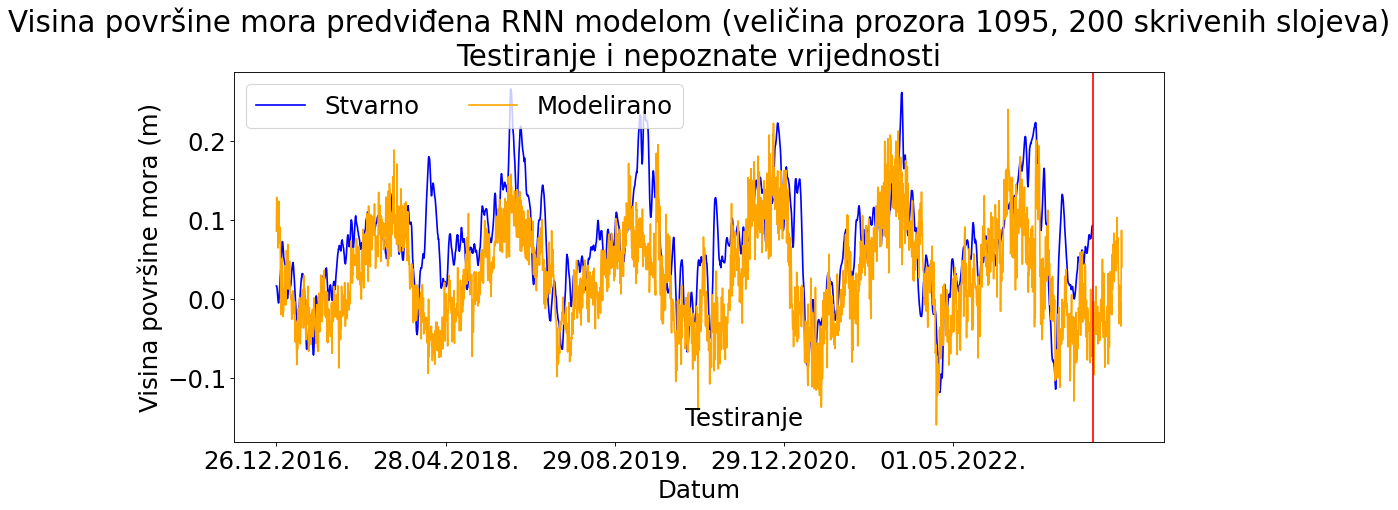 Visina površine mora predviđena RNN modelom (veličina prozora 1095, 200 skrivenih slojeva)
Testiranje i nepoznate vrijednosti
Stvarno
Modelirano
Visina površine mora (m)
0.2
0.1
0.0
−0.1
Testiranje
26.12.2016.
28.04.2018.
29.08.2019.
29.12.2020.
01.05.2022.
Datum